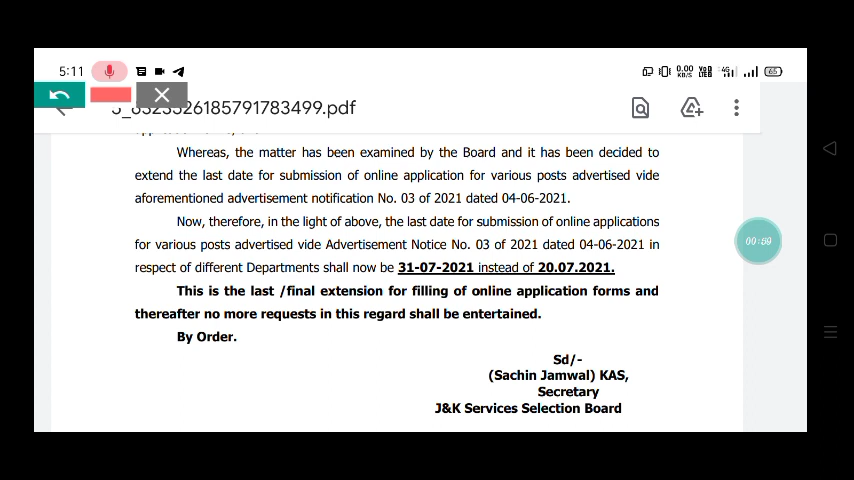 5:11
0.00 KB/S
4G
65
5_6323526185791783499.pdf
Whereas, the matter has been examined by the Board and it has been decided to
extend the last date for submission of online application for various posts advertised vide
aforementioned advertisement notification No. 03 of 2021 dated 04-06-2021.
Now, therefore, in the light of above, the last date for submission of online applications
for various posts advertised vide Advertisement Notice No. 03 of 2021 dated 04-06-2021 in
respect of different Departments shall now be 31-07-2021 instead of 20.07.2021.
This is the last /final extension for filling of online application forms and
thereafter no more requests in this regard shall be entertained.
By Order.
Sd/-
(Sachin Jamwal) KAS,
Secretary
J&K Services Selection Board
00:59